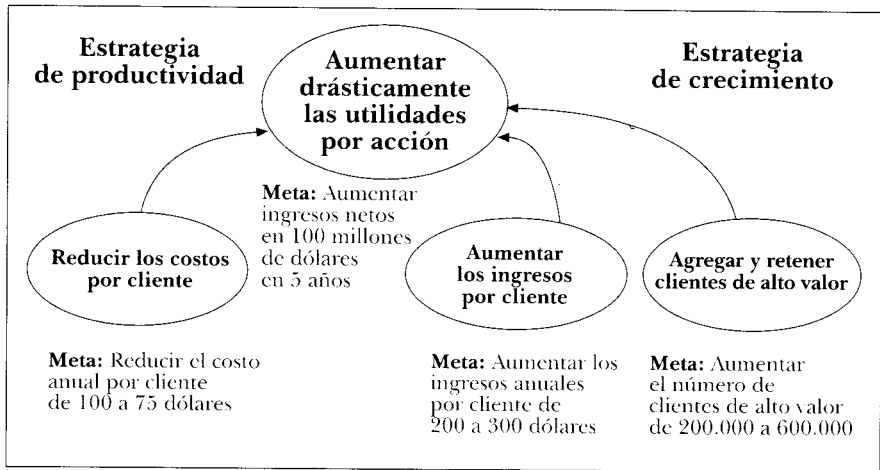 Estrategia
de productividad
Aumentar
drásticamente
las utilidades
por acción
Estrategia
de crecimiento
Meta: Aumentar
ingresos netos
en 100 millones
de dólares
en 5 años
Reducir los costos
por cliente
Aumentar
los ingresos
por cliente
Agregar y retener
clientes de alto valor
Meta: Reducir el costo
anual por cliente
de 100 a 75 dólares
Meta: Aumentar los
ingresos anuales
por cliente de
200 a 300 dólares
Meta: Aumentar
el número de
clientes de alto valor
de 200.000 a 600.000